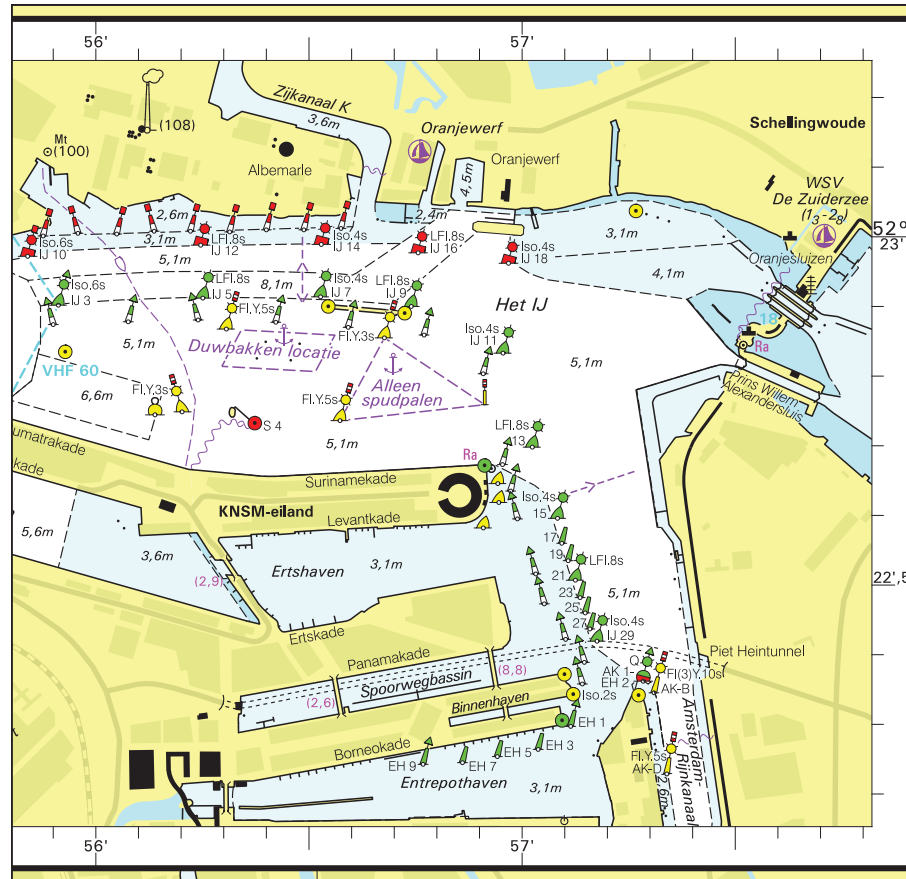 56'
57'
Zijkanaal K
3,6m
(108)
Mt
(100)
Albemarle
Oranjewerf
Oranjewerf
4,5m
Schellingwoude
WSV
De Zuiderzee
Oranjesluizen
52°
23'
2,6m
2,4m
3,1m
3,1m
Iso.6s
IJ 10
LFl.8s
IJ 12
Iso.4s
IJ 14
LFl.8s
IJ 16
Iso.4s
IJ 18
5,1m
4,1m
8,1m
Iso.6s
IJ 3
LFl.8s
IJ 5
Iso.4s
IJ 7
LFl.8s
IJ 9
Fl.Y.5s
Fl.Y.3s
Het IJ
Iso.4s
IJ 11
18
Ra
5,1m
Duwbakken locatie
VHF 60
Alleen
spudpalen
5,1m
6,6m
Fl.Y.3s
Fl.Y.5s
Prins Willem-
Alexandersluis
S 4
5,1m
LFl.8s
13
umatrakade
kade
Ra
Surinamekade
KNSM-eiland
Levantkade
Iso.4s
15
5,6m
3,6m
Ertshaven
3,1m
17
19
LFl.8s
21
23
25
27
5,1m
22',5
(2,9)
Iso.4s
IJ 29
Ertskade
Panamakade
Piet Heintunnel
(8,8)
Spoorwegbassin
(2,6)
Q
AK 1
EH 2
Fl(3)Y.10s
AK-B
Binnenhaven
Iso.2s
EH 1
Amsterdam-
Rijnkanaal
Borneokade
EH 9
EH 7
EH 5
EH 3
Fl.Y.5s
AK-D
2,6m
Entrepothaven
3,1m
56'
57'